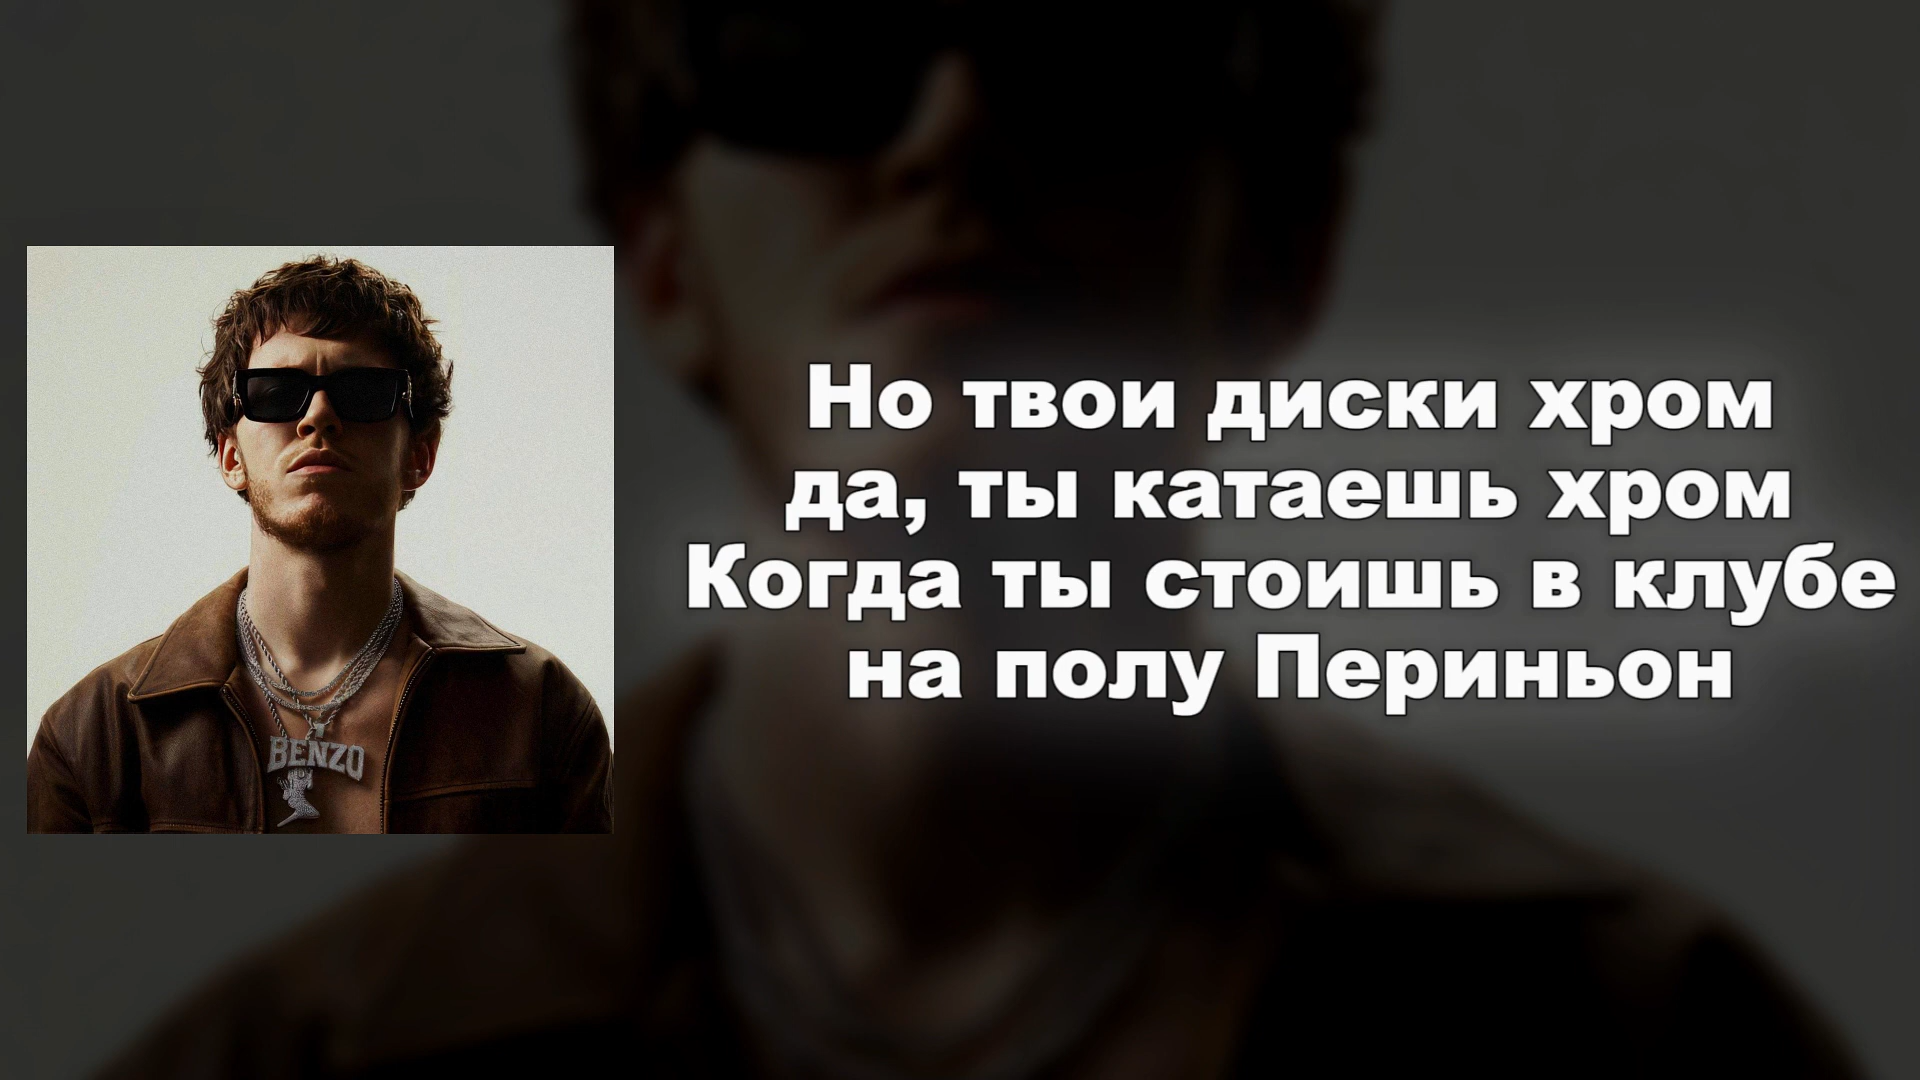 Но твои диски хром
да, ты катаешь хром
Когда ты стоишь в клубе
на полу Периньон
BENZO